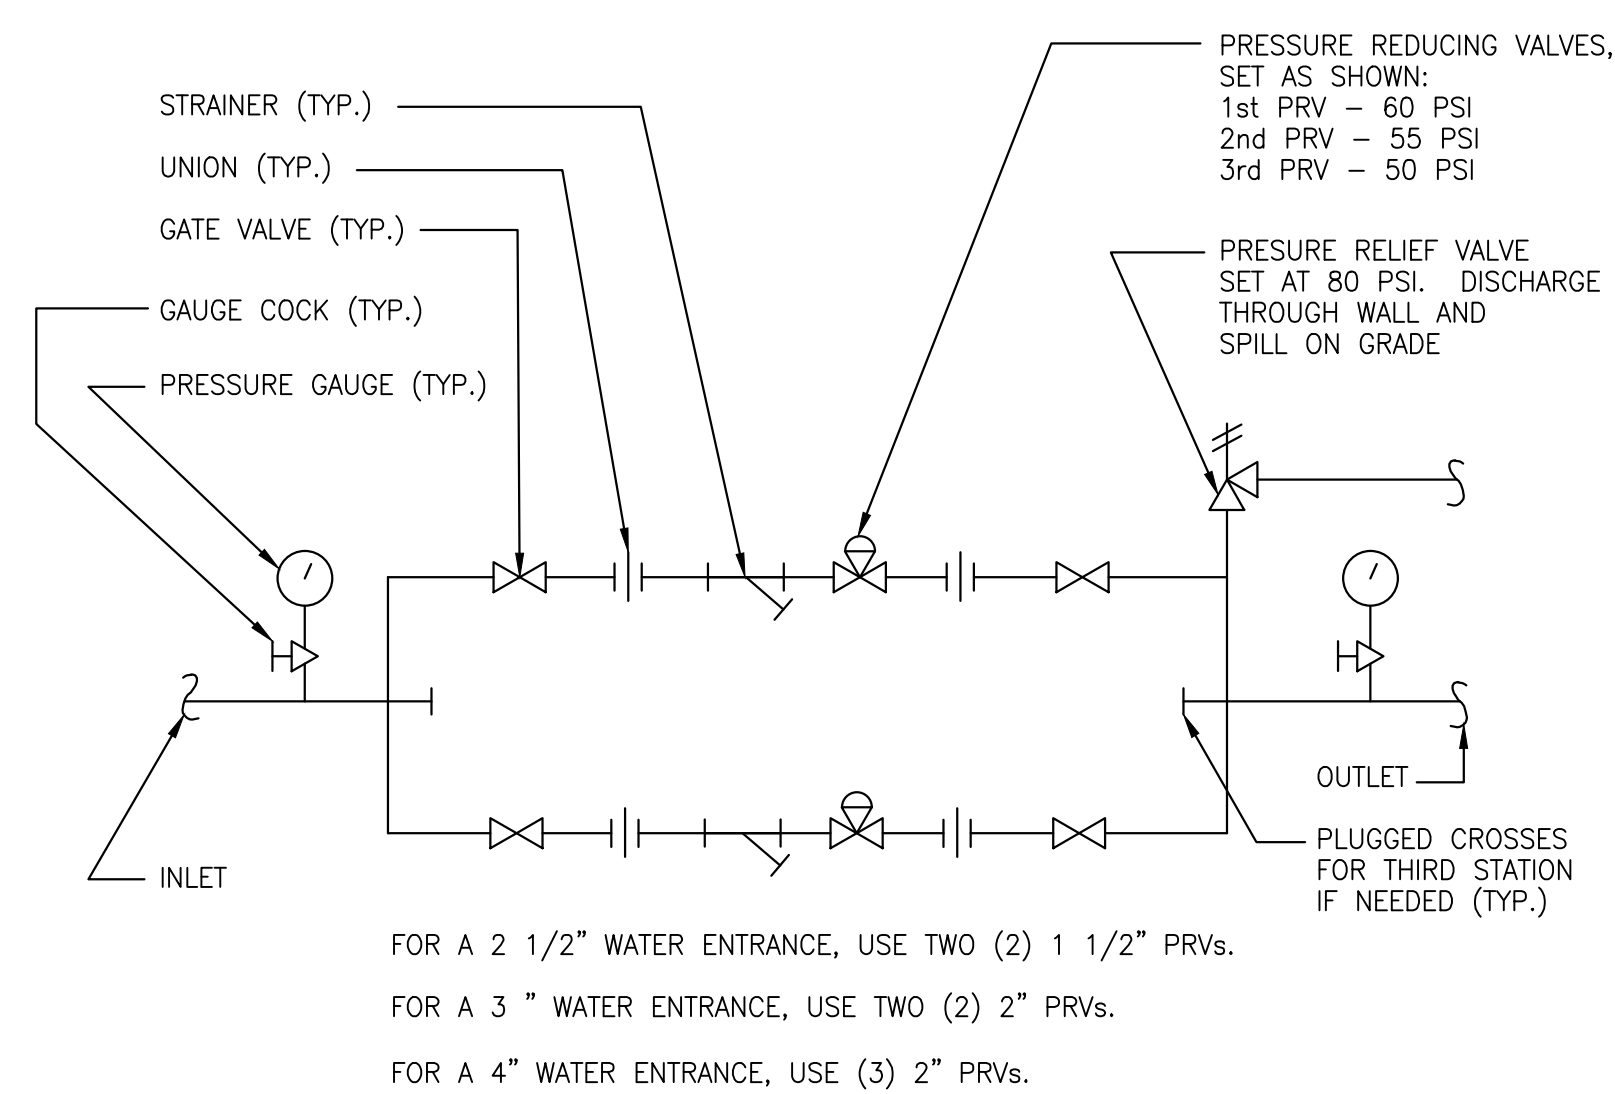 STRAINER (TYP.)
UNION (TYP.)
GATE VALVE (TYP.)
GAUGE COCK (TYP.)
PRESSURE GAUGE (TYP.)
PRESSURE REDUCING VALVES,
SET AS SHOWN:
1st PRV – 60 PSI
2nd PRV – 55 PSI
3rd PRV – 50 PSI
PRESURE RELIEF VALVE
SET AT 80 PSI. DISCHARGE
THROUGH WALL AND
SPILL ON GRADE
INLET
OUTLET
PLUGGED CROSSES
FOR THIRD STATION
IF NEEDED (TYP.)
FOR A 2 1/2" WATER ENTRANCE, USE TWO (2) 1 1/2" PRVs.
FOR A 3 " WATER ENTRANCE, USE TWO (2) 2" PRVs.
FOR A 4" WATER ENTRANCE, USE (3) 2" PRVs.